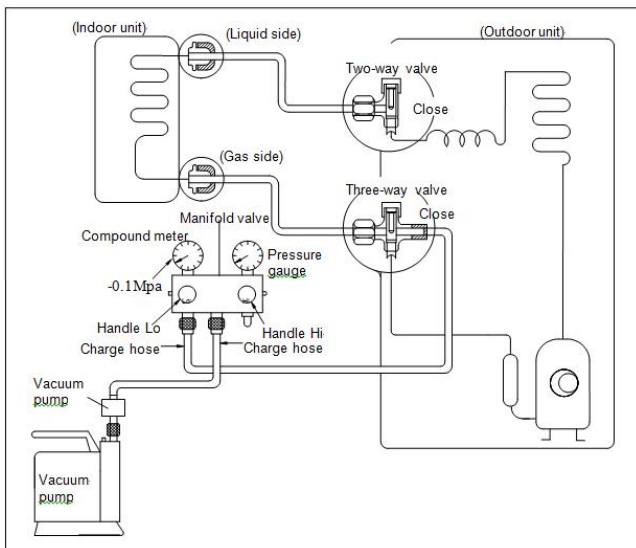 (Indoor unit)
(Liquid side)
(Outdoor unit)
Two-way valve
Close
(Gas side)
Three-way valve
Close
Manifold valve
Compound meter
Pressure
gauge
-0.1Mpa
Lo
Handle Lo
Handle Hi
Charge hose
Charge hose
Vacuum
pump
Vacuum
pump